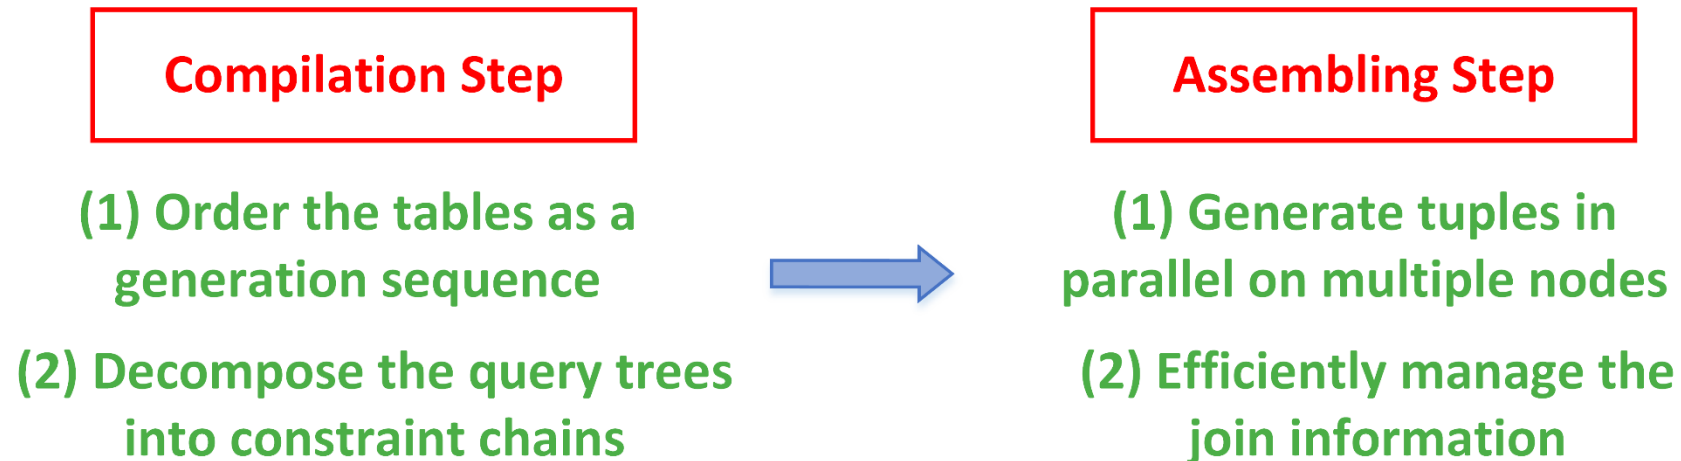 Compilation Step
(1) Order the tables as a
generation sequence
(2) Decompose the query trees
into constraint chains
Assembling Step
(1) Generate tuples in
parallel on multiple nodes
(2) Efficiently manage the
join information